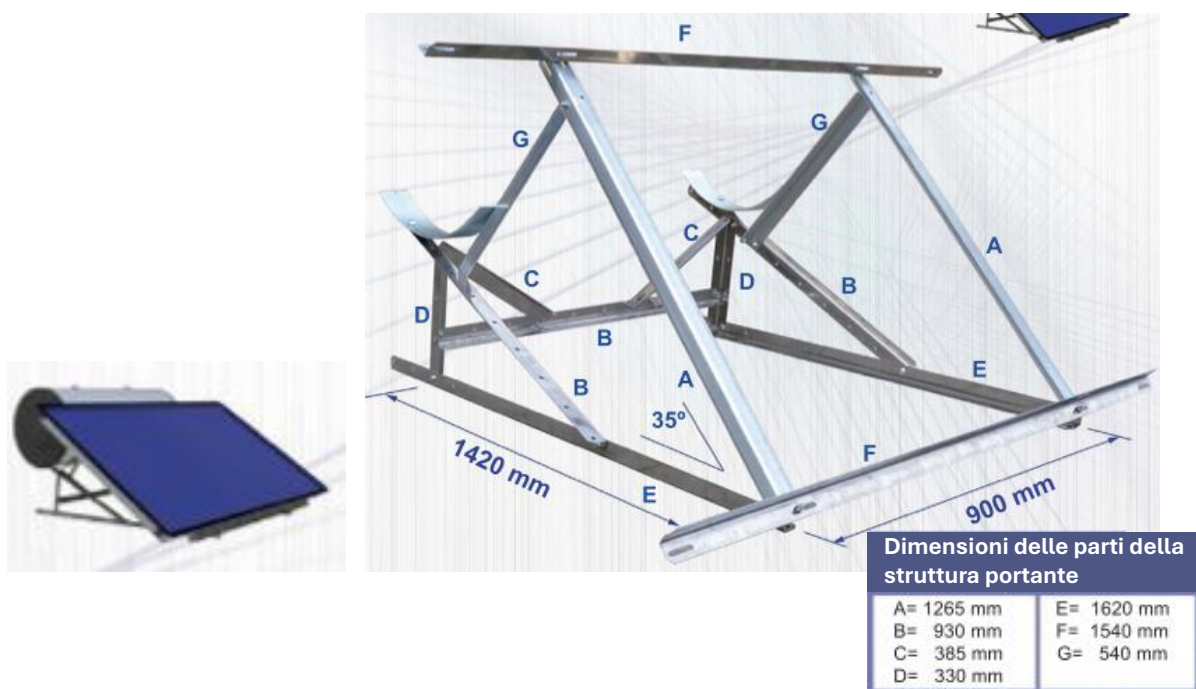 F
G
G
C
A
C
D
B
D
B
E
B
A
35º
F
1420 mm
E
900 mm
Dimensioni delle parti della
struttura portante
A= 1265 mm
B= 930 mm
C= 385 mm
D= 330 mm
E= 1620 mm
F= 1540 mm
G= 540 mm